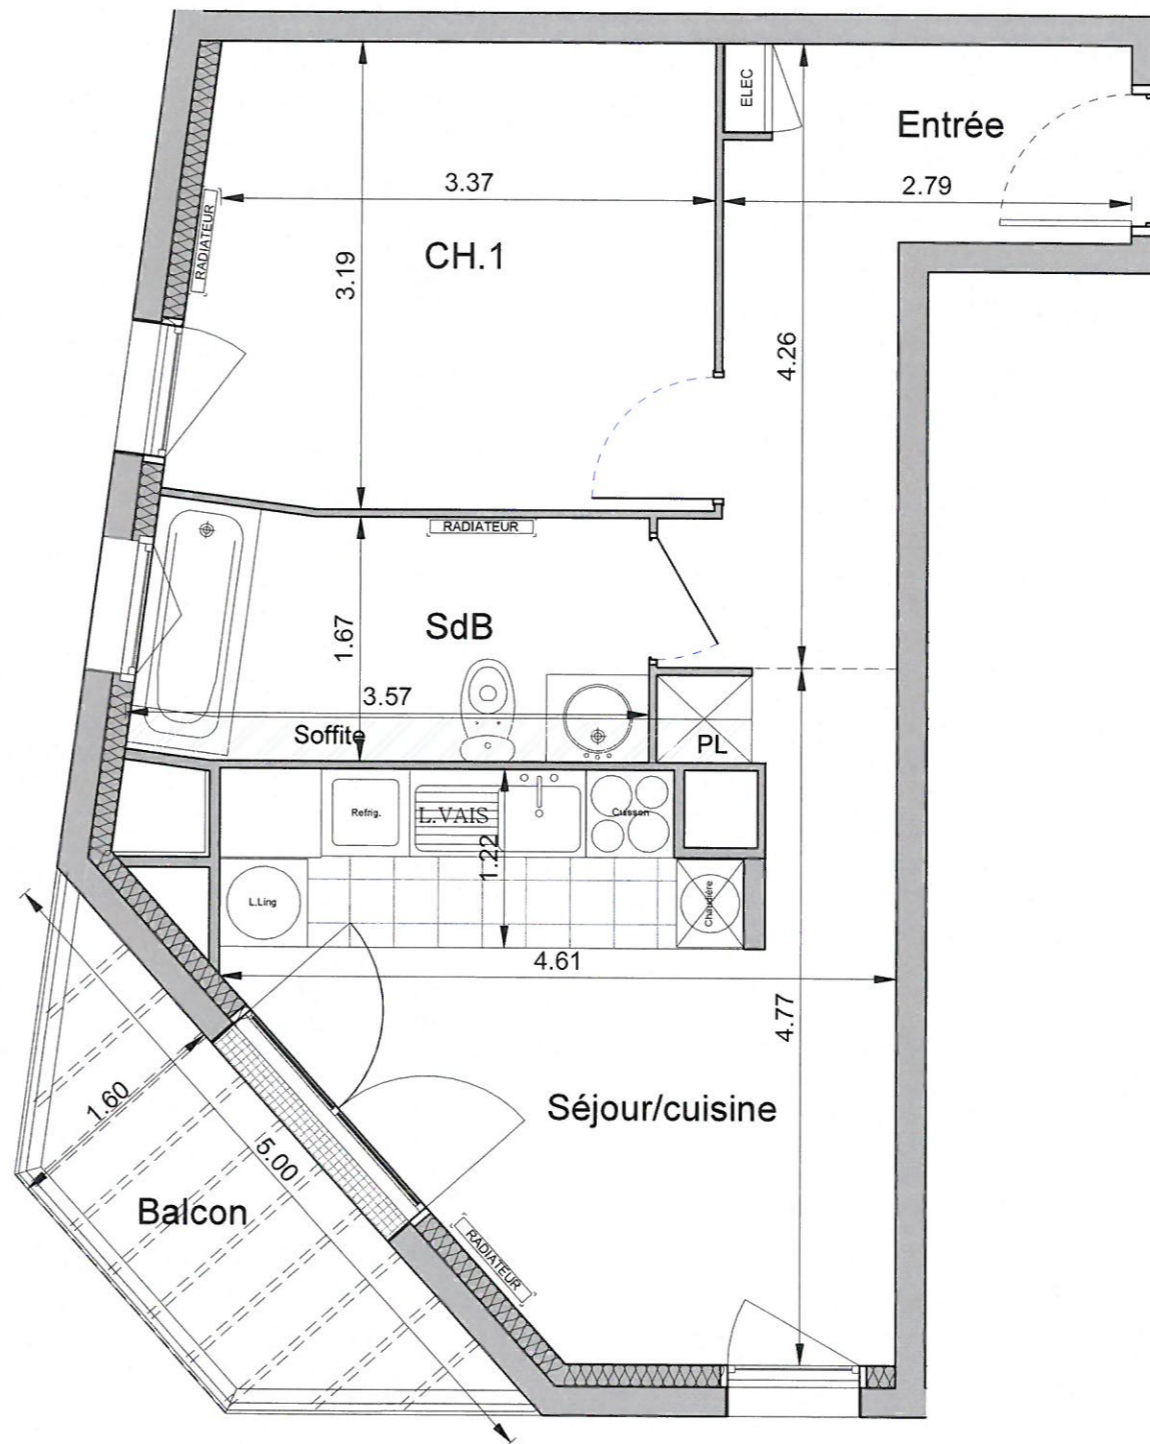 ELEC
Entrée
3.37
2.79
RADIATEUR
CH.1
3.19
4.26
RADIATEUR
SdB
1.67
3.57
Soffite
PL
Refrig.
L.VAIS
Cuisson
1.22
L.Ling
Chaudière
4.61
4.77
1.60
Séjour/cuisine
5.00
Balcon
RADIATEUR